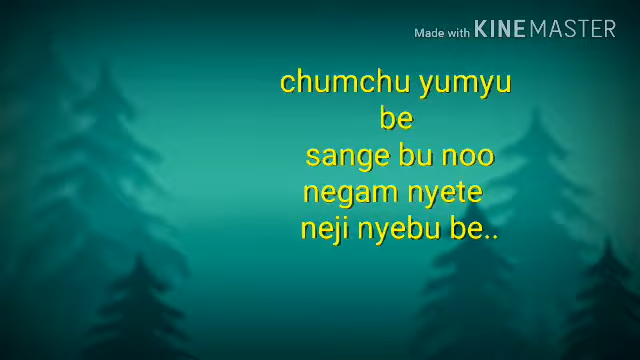 Made with KINEMASTER
chumchu yumyu
be
sange bu noo
negam nyete
neji nyebu be..